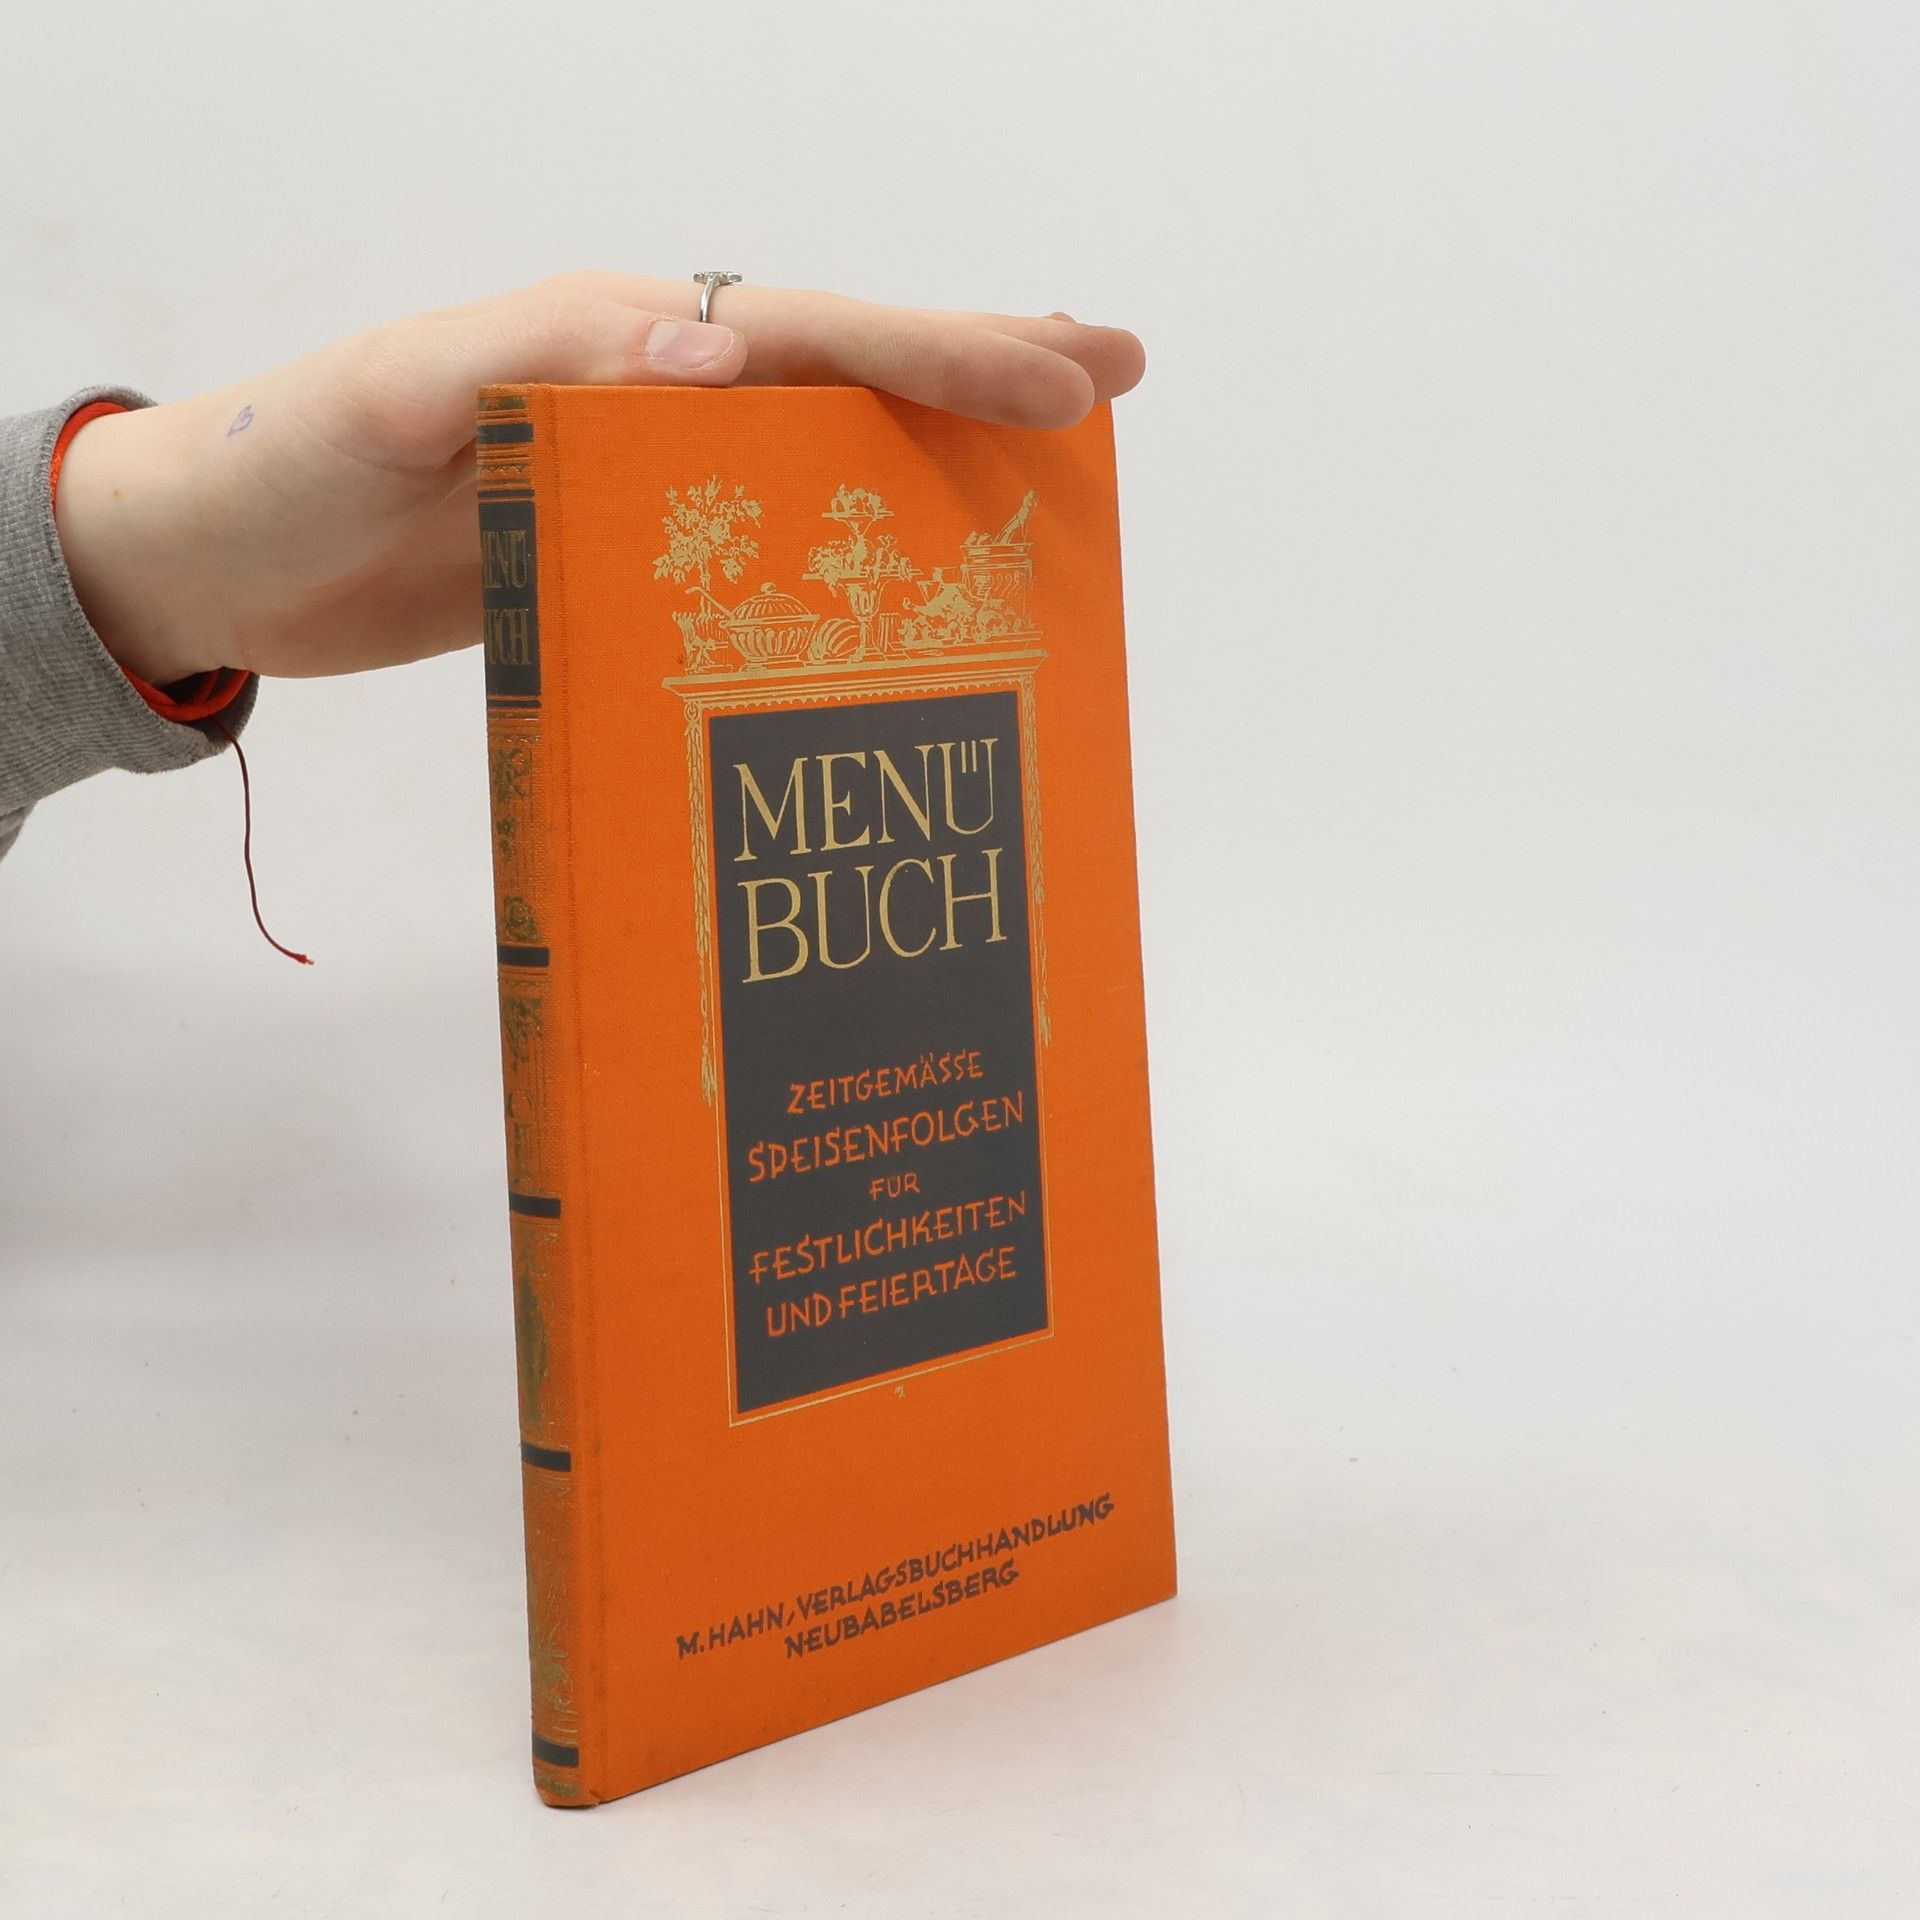 MENÜ
BUCH
MENÜ
BUCH
ZEITGEMÄSSE
SPEISENFOLGEN
FÜR
FESTLICHKEITEN
UND FEIERTAGE
M. HAHN, VERLAGSBUCHHANDLUNG
NEUBABELSBERG